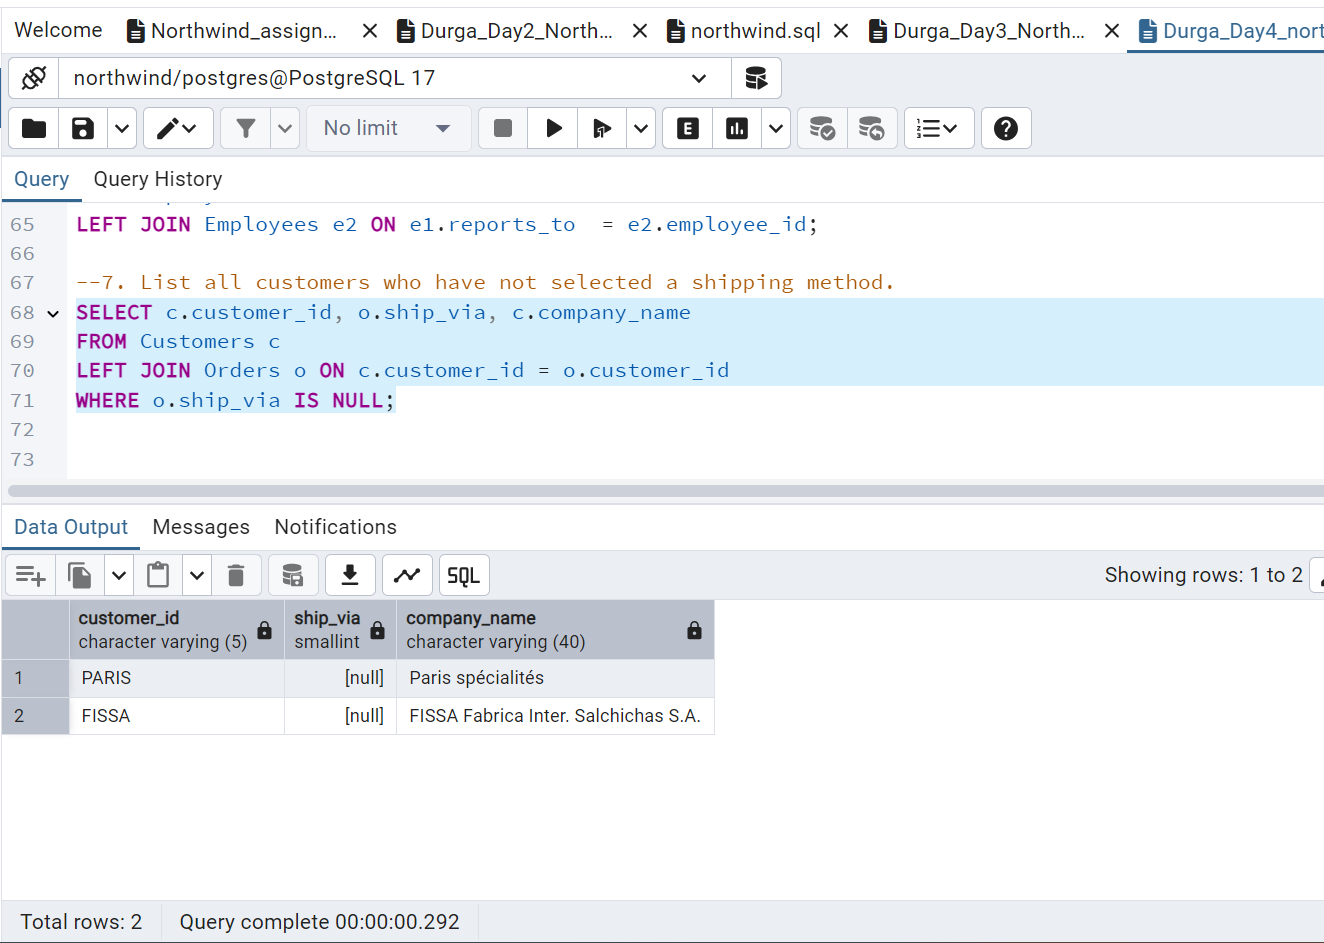 Welcome Northwind_assign... Durga_Day2_North... northwind.sql Durga_Day3_North... Durga_Day4_nort
northwind/postgres@PostgreSQL 17
No limit
Query Query History
65 LEFT JOIN Employees e2 ON e1.reports_to = e2.employee_id;
66
67 --7. List all customers who have not selected a shipping method.
68 SELECT c.customer_id, o.ship_via, c.company_name
69 FROM Customers c
70 LEFT JOIN Orders o ON c.customer_id = o.customer_id
71 WHERE o.ship_via IS NULL;
72
73
Data Output Messages Notifications
SQL Showing rows: 1 to 2
customer_id ship_via company_name
character varying (5) smallint character varying (40)
1 PARIS [null] Paris spécialités
2 FISSA [null] FISSA Fabrica Inter. Salchichas S.A.
Total rows: 2 Query complete 00:00:00.292